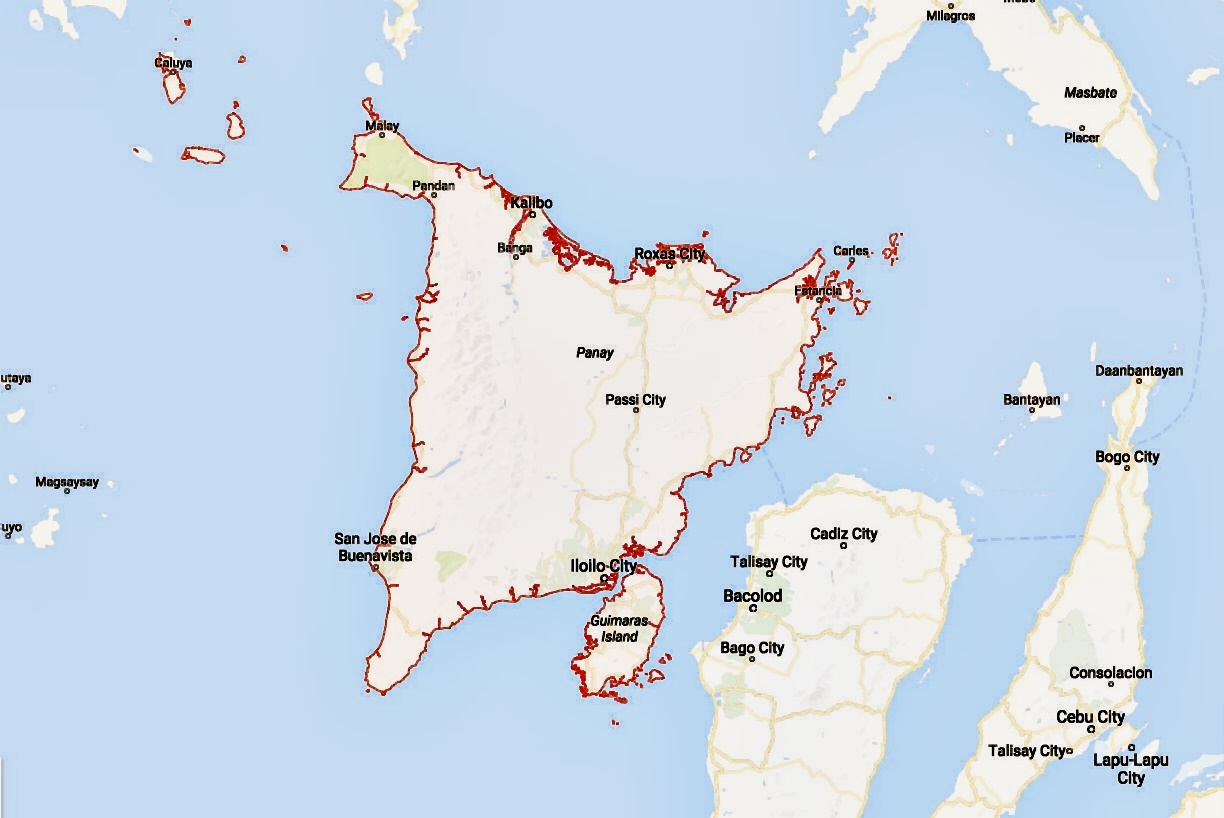 Milagros
Caluya
Masbate
Malay
Placer
Pandan
Kalibo
Banga
Roxas City
Carles
Estancia
Panay
utaya
Daanbantayan
Passi City
Bantayan
Bogo City
Magsaysay
uyo
San Jose de
Buenavista
Cadiz City
Iloilo City
Talisay City
Bacolod
Guimaras
Island
Bago City
Consolacion
Cebu City
Talisay City
Lapu-Lapu
City